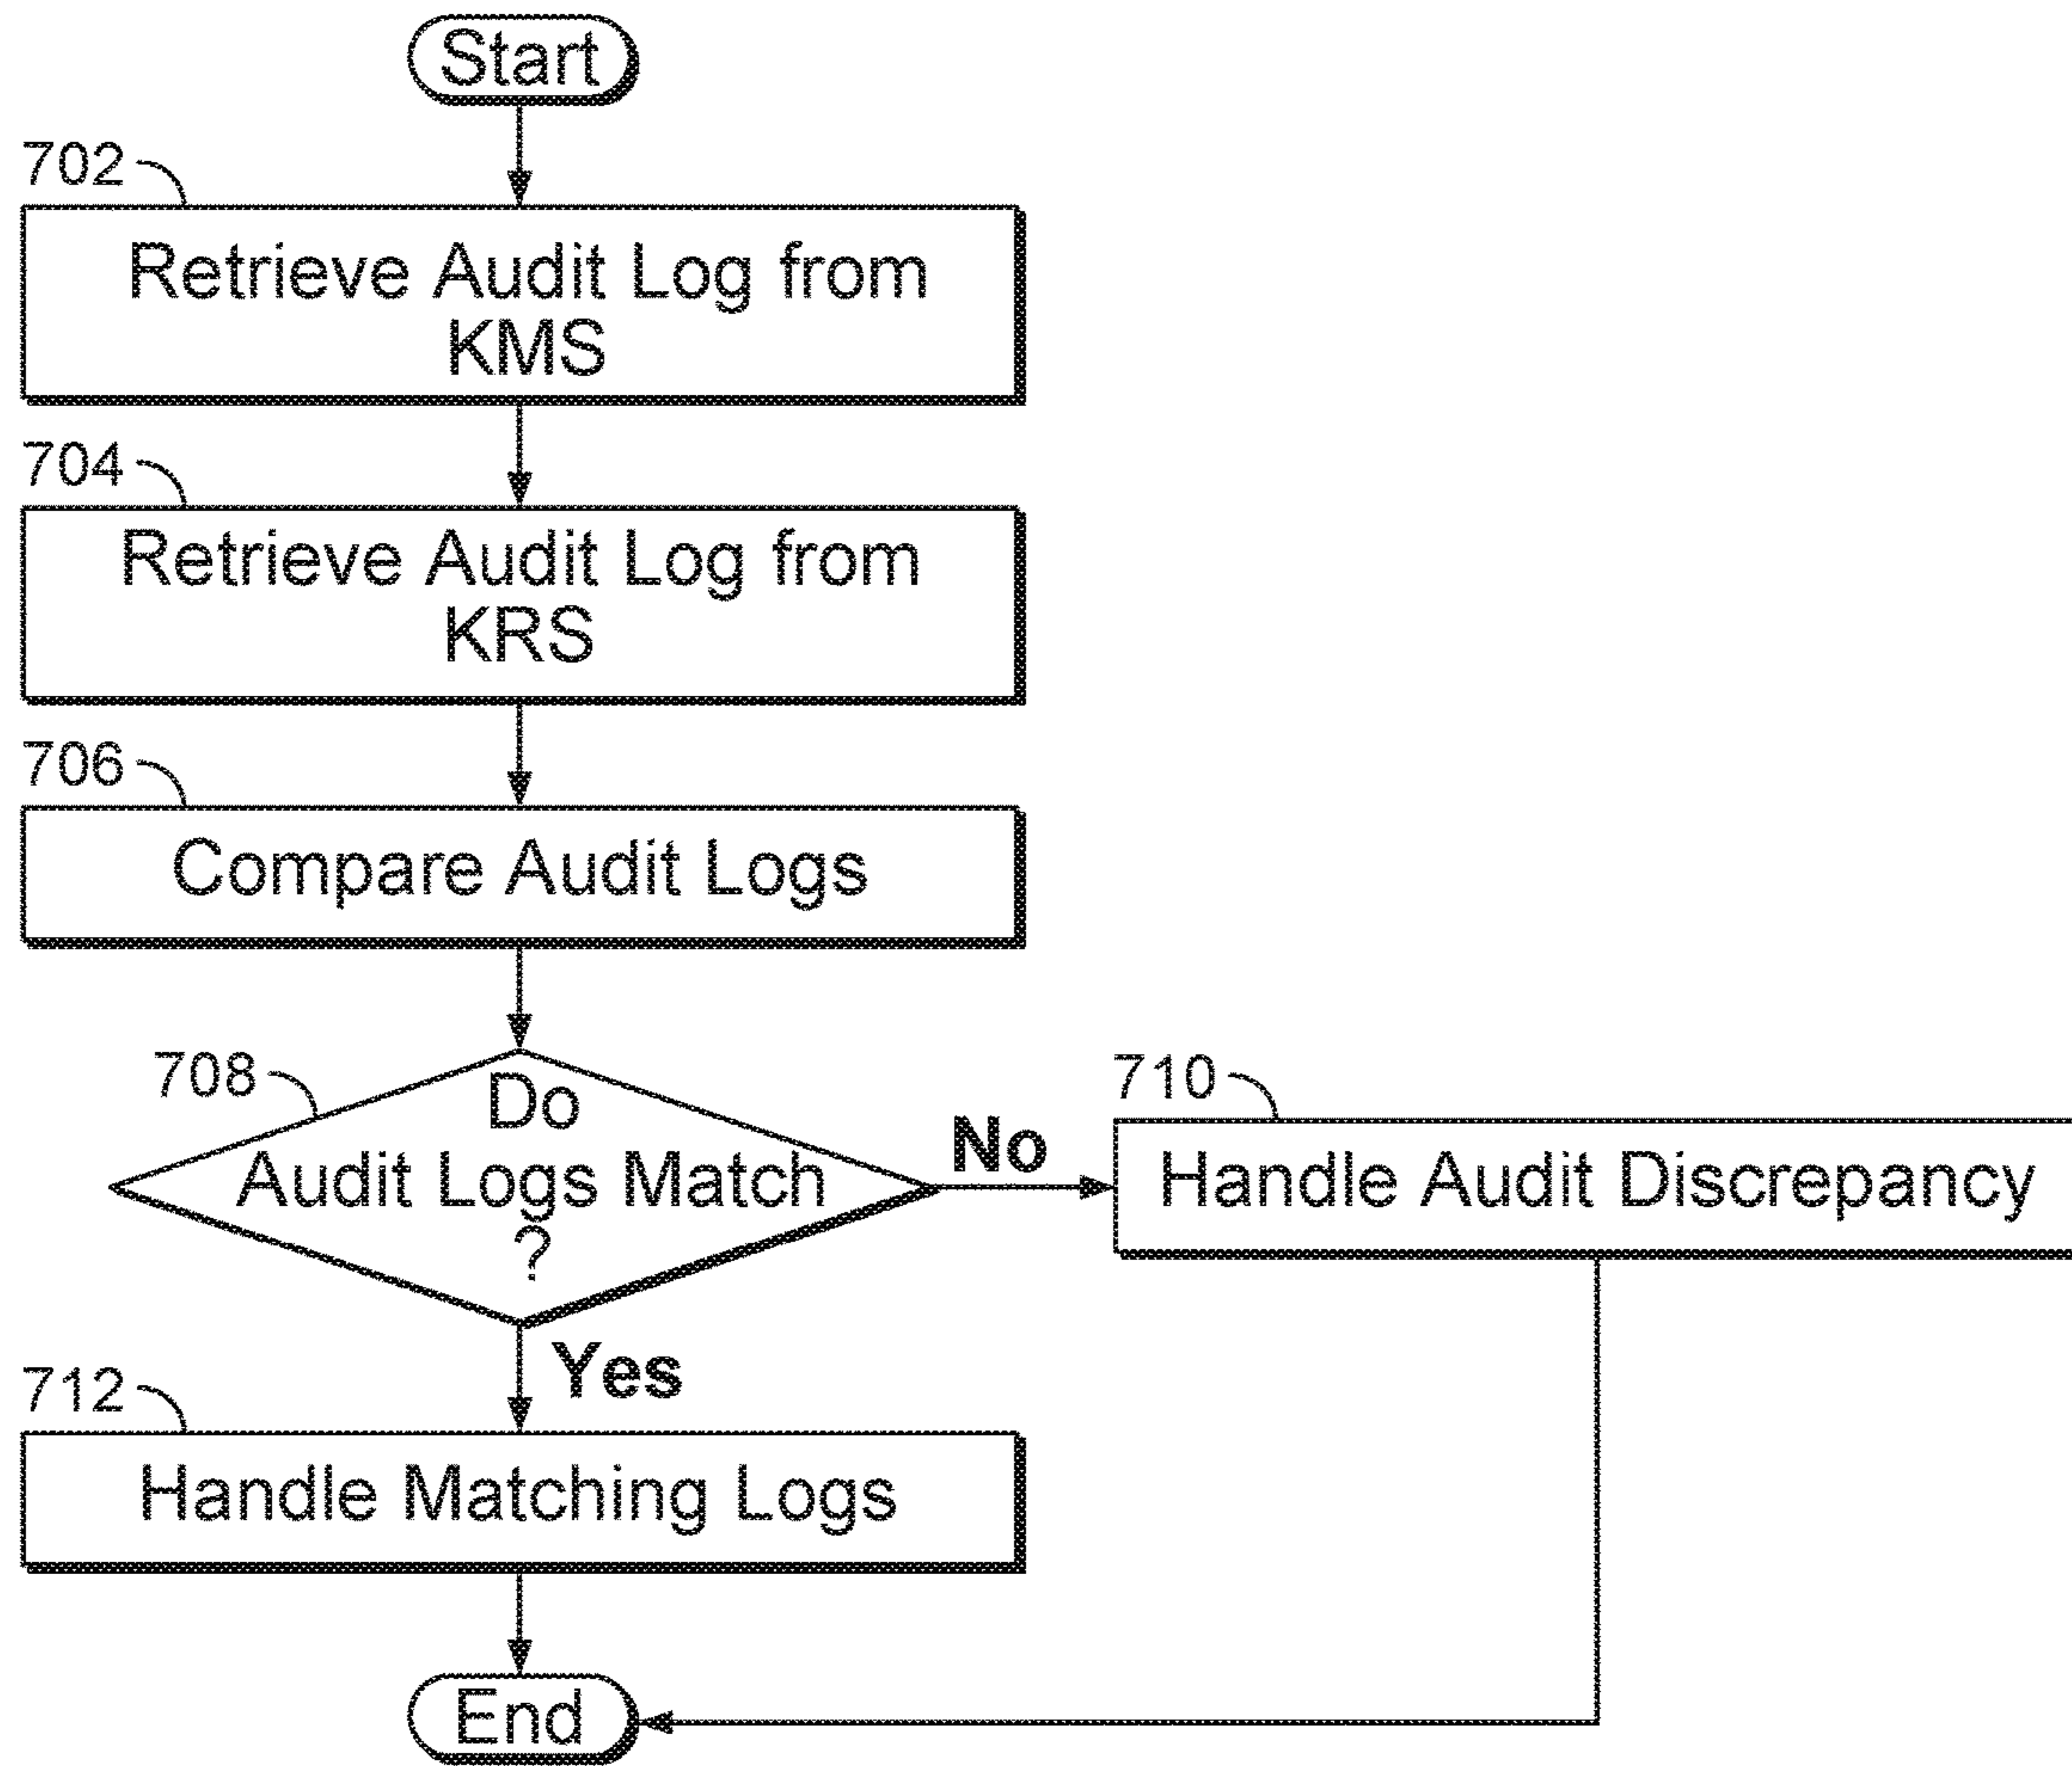 Start
702
Retrieve Audit Log from
KMS
704
Retrieve Audit Log from
KRS
706
Compare Audit Logs
708
Do
Audit Logs Match
?
No
710
Handle Audit Discrepancy
Yes
712
Handle Matching Logs
End